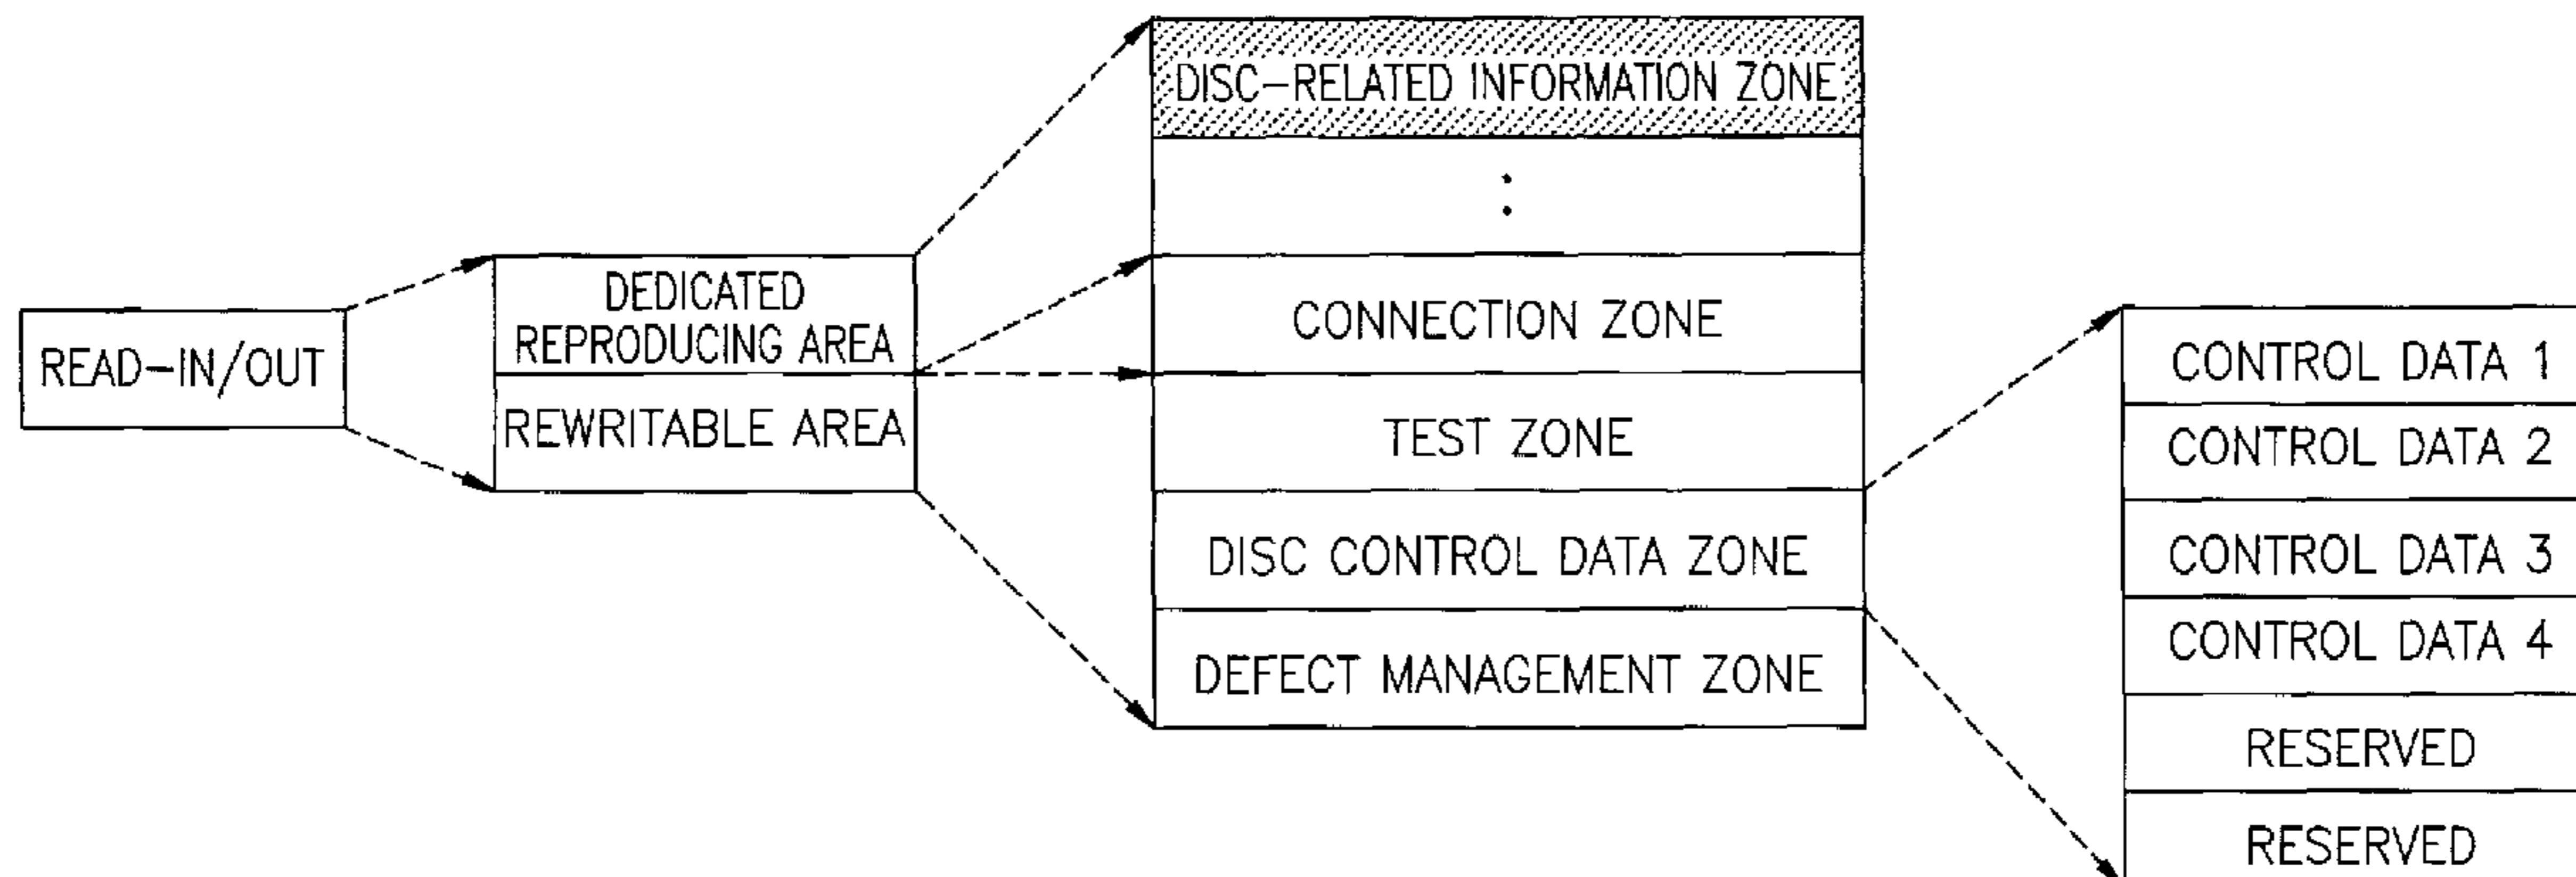 READ-IN/OUT
DEDICATED
REPRODUCING AREA
REWRITABLE AREA
DISC-RELATED INFORMATION ZONE
CONNECTION ZONE
TEST ZONE
DISC CONTROL DATA ZONE
DEFECT MANAGEMENT ZONE
CONTROL DATA 1
CONTROL DATA 2
CONTROL DATA 3
CONTROL DATA 4
RESERVED
RESERVED